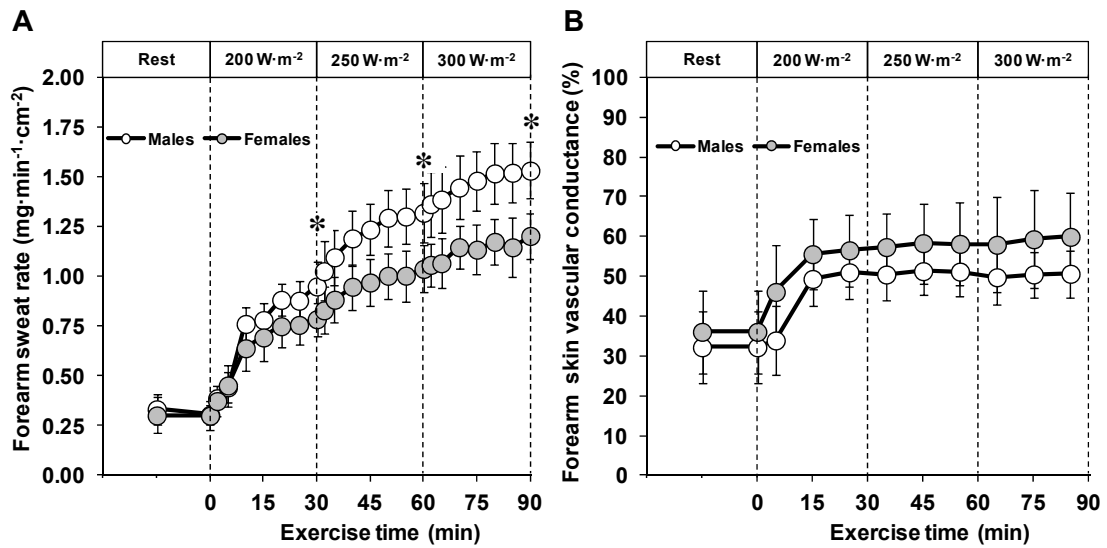 A
Rest 200 W·m-2 250 W·m-2 300 W·m-2
Forearm sweat rate (mg·min-1·cm-2)
2.00
1.75
1.50
1.25
1.00
0.75
0.50
0.25
0.00
Males Females
*
*
*
0 15 30 45 60 75 90
Exercise time (min)
B
Rest 200 W·m-2 250 W·m-2 300 W·m-2
Forearm skin vascular conductance (%)
100
90
80
70
60
50
40
30
20
10
0
Males Females
0 15 30 45 60 75 90
Exercise time (min)